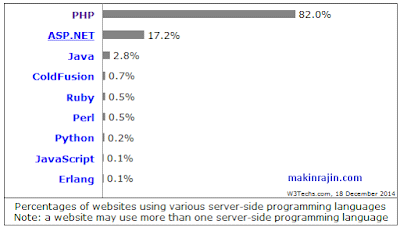 PHP 82.0%
ASP.NET 17.2%
Java 2.8%
ColdFusion 0.7%
Ruby 0.5%
Perl 0.5%
Python 0.2%
JavaScript 0.1%
Erlang 0.1%
makinrajin.com
W3Techs.com, 18 December 2014
Percentages of websites using various server-side programming languages
Note: a website may use more than one server-side programming language